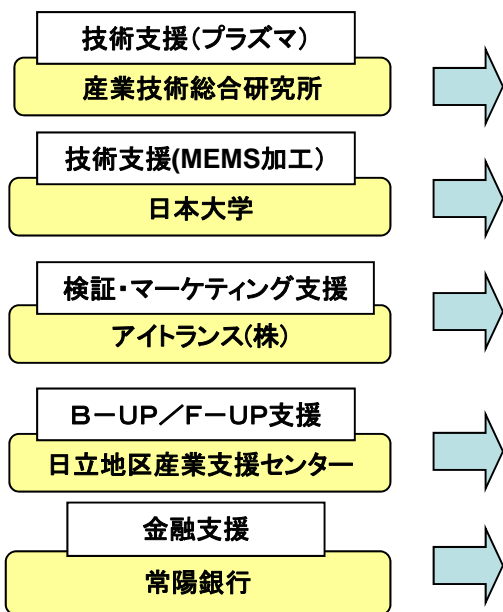 技術支援(プラズマ)
産業技術総合研究所
技術支援(MEMS加工)
日本大学
検証・マーケティング支援
アイトランス(株)
B-UP/F-UP支援
日立地区産業支援センター
金融支援
常陽銀行